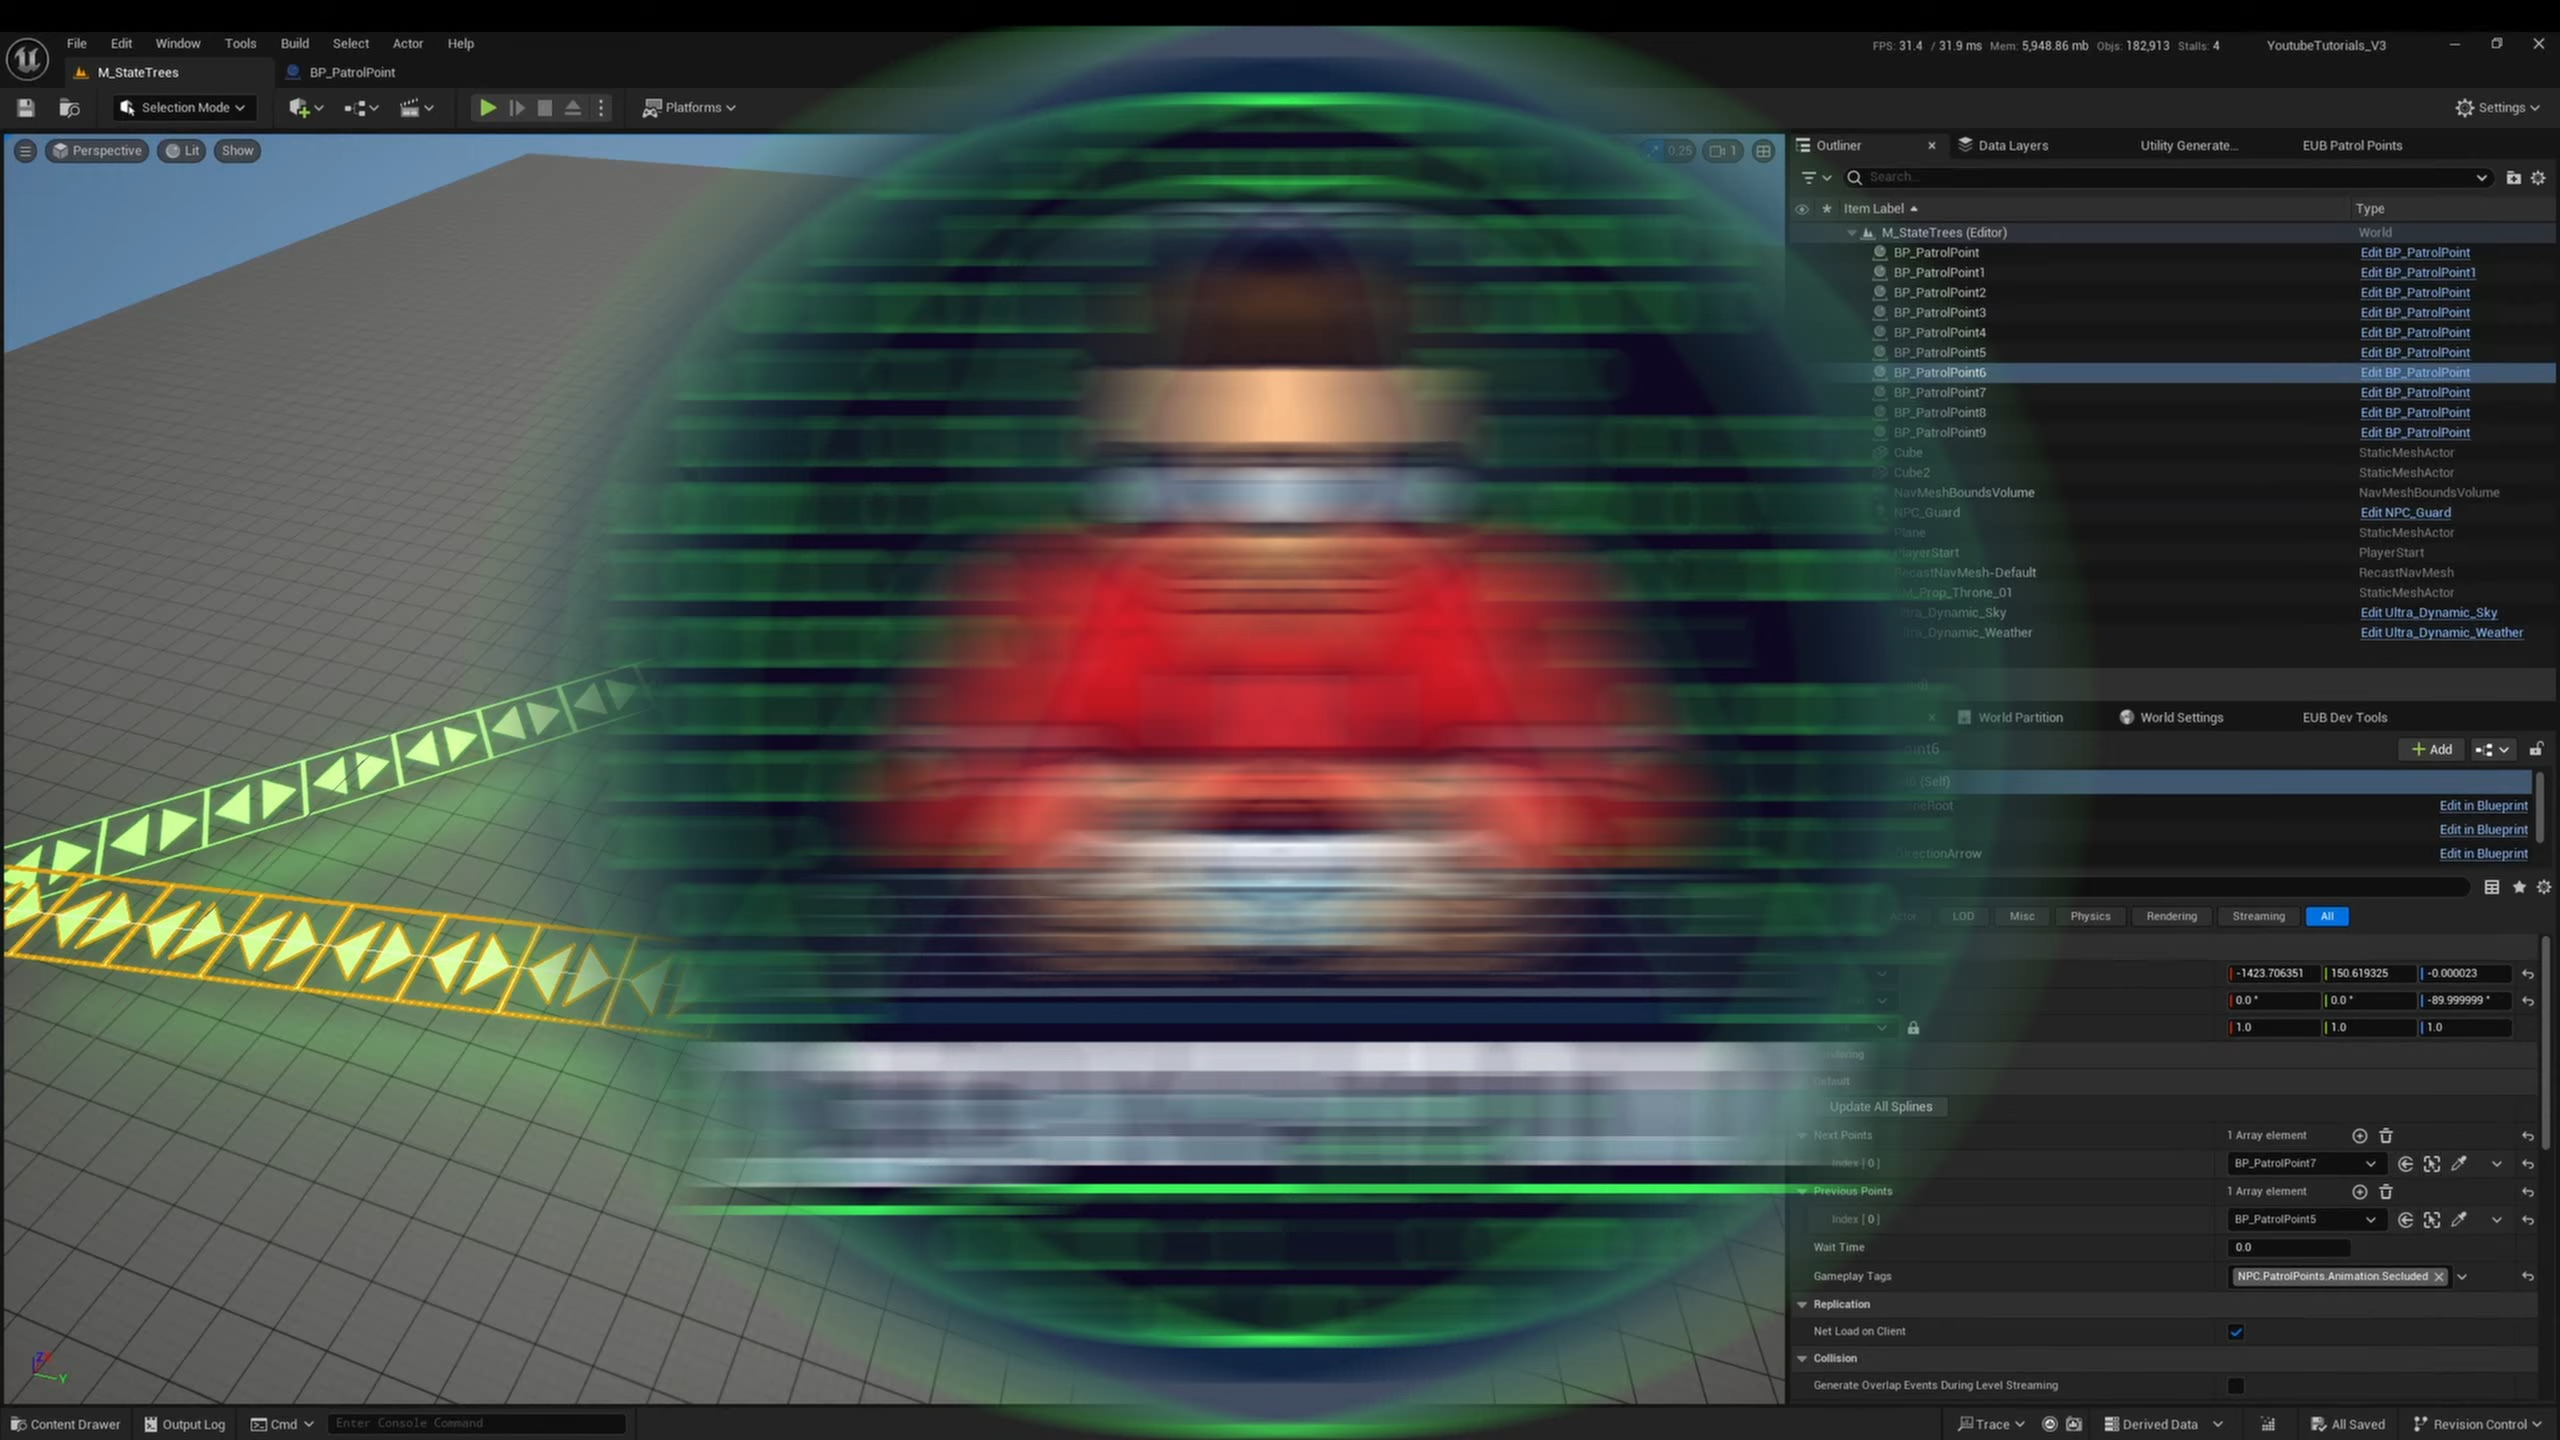 File Edit Window Tools Build Select Actor Help
FPS: 31.4 / 31.9 ms Mem: 5,948.86 mb Objs: 182,913 Stalls: 4 YoutubeTutorials_V3
M_StateTrees BP_PatrolPoint
Selection Mode Platforms Settings
Perspective Lit Show 0.25 1
Outliner Data Layers Utility Generate... EUB Patrol Points
Search...
Item Label Type
M_StateTrees (Editor) World
BP_PatrolPoint Edit BP_PatrolPoint
BP_PatrolPoint1 Edit BP_PatrolPoint1
BP_PatrolPoint2 Edit BP_PatrolPoint
BP_PatrolPoint3 Edit BP_PatrolPoint
BP_PatrolPoint4 Edit BP_PatrolPoint
BP_PatrolPoint5 Edit BP_PatrolPoint
BP_PatrolPoint6 Edit BP_PatrolPoint
BP_PatrolPoint7 Edit BP_PatrolPoint
BP_PatrolPoint8 Edit BP_PatrolPoint
BP_PatrolPoint9 Edit BP_PatrolPoint
Cube StaticMeshActor
Cube2 StaticMeshActor
NavMeshBoundsVolume NavMeshBoundsVolume
NPC_Guard Edit NPC_Guard
Plane StaticMeshActor
PlayerStart PlayerStart
RecastNavMesh-Default RecastNavMesh
SM_Prop_Throne_01 StaticMeshActor
Ultra_Dynamic_Sky Edit Ultra_Dynamic_Sky
Ultra_Dynamic_Weather Edit Ultra_Dynamic_Weather
World Partition World Settings EUB Dev Tools
Add
(Self)
Edit in Blueprint
Edit in Blueprint
DirectionArrow Edit in Blueprint
Actor LOD Misc Physics Rendering Streaming All
-1423.706351 150.619325 -0.000023
0.0 ° 0.0 ° -89.999999 °
1.0 1.0 1.0
Rendering
Default
Update All Splines
Next Points 1 Array element
Index [ 0 ] BP_PatrolPoint7
Previous Points 1 Array element
Index [ 0 ] BP_PatrolPoint5
Wait Time 0.0
Gameplay Tags NPC.PatrolPoints.Animation.Secluded
Replication
Net Load on Client
Collision
Generate Overlap Events During Level Streaming
Z Y
Content Drawer Output Log Cmd Enter Console Command Trace Derived Data All Saved Revision Control